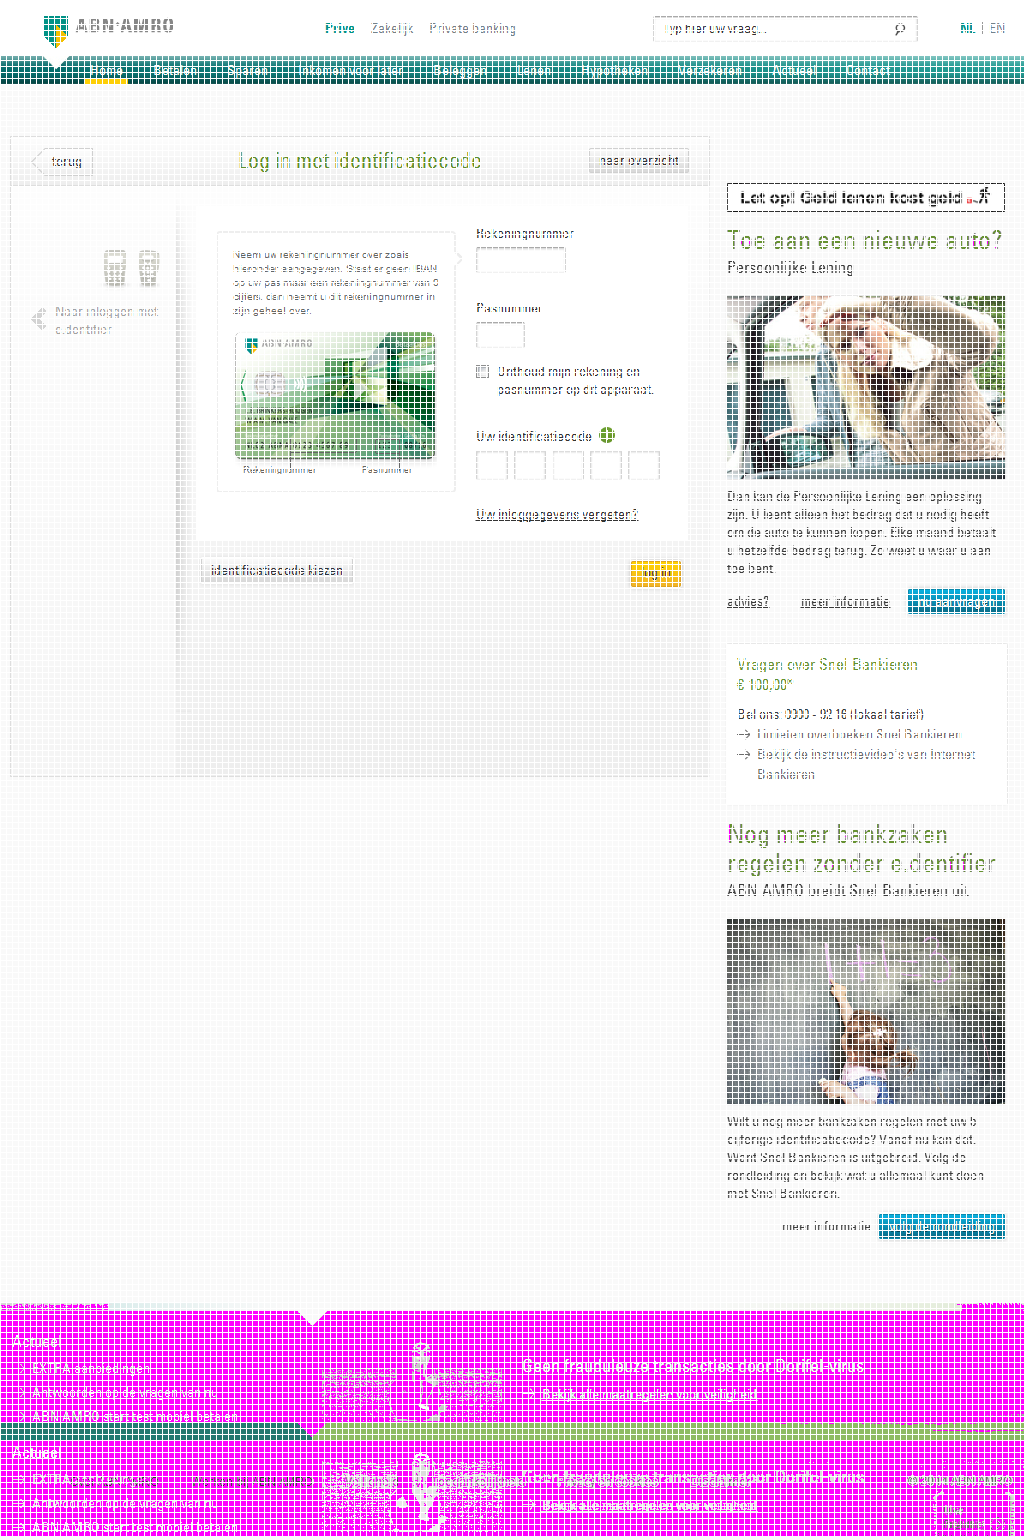 ABN·AMRO
Prive Zakelijk Private banking
Typ hier uw vraag...
NL | EN
Home Betalen Sparen Inkomen voor later Beleggen Lenen Hypotheken Verzekeren Actueel Contact
terug
Log in met identificatiecode
naar overzicht
Naar inloggen met
e.dentifier
Neem uw rekeningnummer over zoals
hieronder aangegeven. Staat er geen IBAN
op uw pas maar een rekeningnummer van 9
cijfers, dan neemt u dit rekeningnummer in
zijn geheel over.
ABN·AMRO
Rekeningnummer Pasnummer
Rekeningnummer
Pasnummer
Onthoud mijn rekening en
pasnummer op dit apparaat.
Uw identificatiecode
Uw inloggegevens vergeten?
identificatiecode kiezen
log in
Let op! Geld lenen kost geld
Toe aan een nieuwe auto?
Persoonlijke Lening
Dan kan de Persoonlijke Lening een oplossing
zijn. U leent alleen het bedrag dat u nodig heeft
om de auto te kunnen kopen. Elke maand betaalt
u hetzelfde bedrag terug. Zo weet u waar u aan
toe bent.
advies? meer informatie nu aanvragen
Vragen over Snel Bankieren
€ 100,00*
Bel ons: 0900 - 92 16 (lokaal tarief)
Limieten overboeken Snel Bankieren
Bekijk de instructievideo's van Internet
Bankieren
Nog meer bankzaken
regelen zonder e.dentifier
ABN AMRO breidt Snel Bankieren uit
Wilt u nog meer bankzaken regelen met uw 5
cijferige identificatiecode? Vanaf nu kan dat.
Want Snel Bankieren is uitgebreid. Volg de
rondleiding en bekijk wat u allemaal kunt doen
met Snel Bankieren.
meer informatie volg de rondleiding
Actueel
EXTRA aanbiedingen
Antwoorden op de vragen van nu
ABN AMRO start test mobiel betalen
Geen frauduleuze transacties door Dorifel-virus
Bekijk alle maatregelen voor veiligheid
Actueel
EXTRA aanbiedingen
Antwoorden op de vragen van nu
ABN AMRO start test mobiel betalen
Geen frauduleuze transacties door Dorifel-virus
Bekijk alle maatregelen voor veiligheid